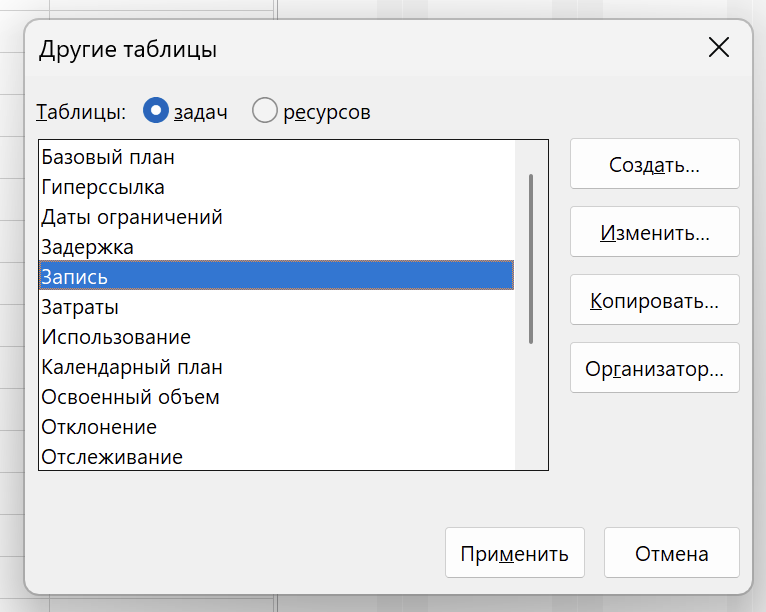 Другие таблицы
Таблицы: задач ресурсов
Базовый план
Гиперссылка
Даты ограничений
Задержка
Запись
Затраты
Использование
Календарный план
Освоенный объем
Отклонение
Отслеживание
Создать...
Изменить...
Копировать...
Организатор...
Применить Отмена